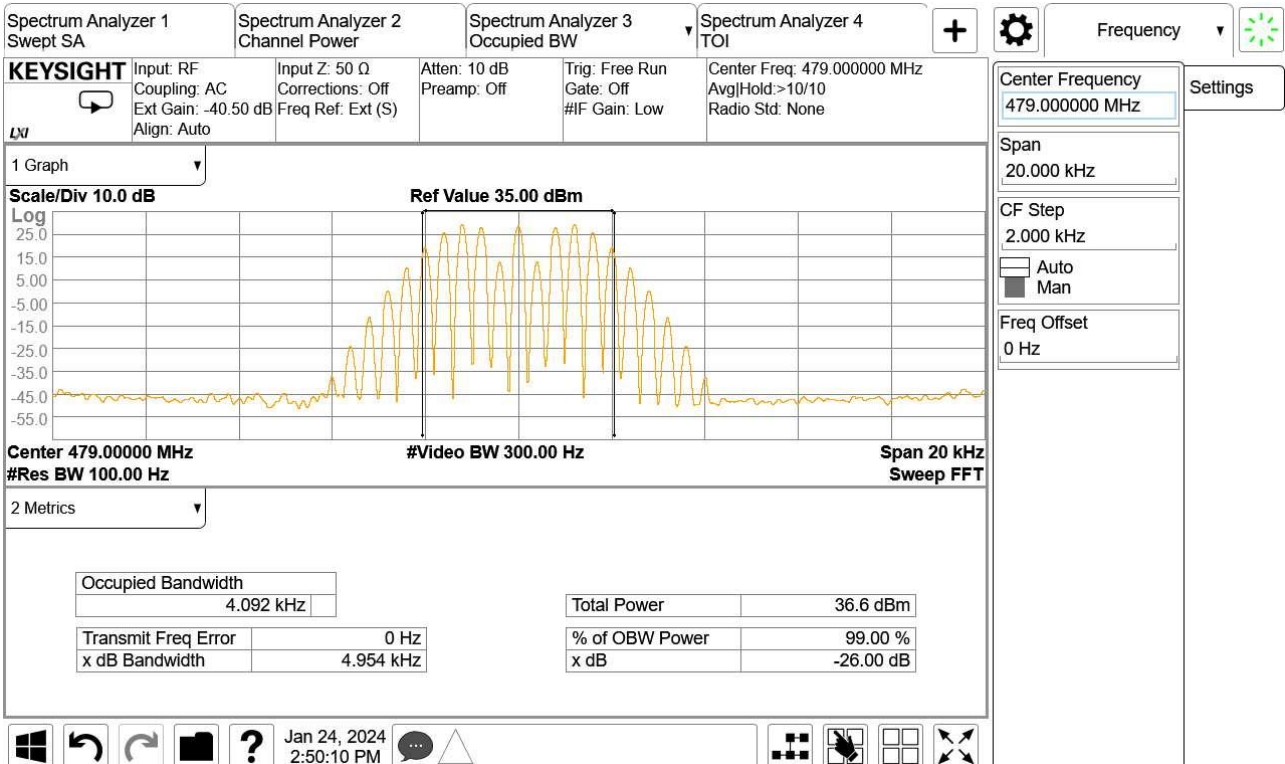 Spectrum Analyzer 1
Swept SA
Spectrum Analyzer 2
Channel Power
Spectrum Analyzer 3
Occupied BW
Spectrum Analyzer 4
TOI
+
Frequency
KEYSIGHT
LXI
Input: RF
Coupling: AC
Ext Gain: -40.50 dB
Align: Auto
Input Z: 50 Ω
Corrections: Off
Freq Ref: Ext (S)
Atten: 10 dB
Preamp: Off
Trig: Free Run
Gate: Off
#IF Gain: Low
Center Freq: 479.000000 MHz
Avg|Hold:>10/10
Radio Std: None
Center Frequency
479.000000 MHz
Settings
Span
20.000 kHz
CF Step
2.000 kHz
Auto
Man
Freq Offset
0 Hz
1 Graph
Scale/Div 10.0 dB
Ref Value 35.00 dBm
Log
25.0
15.0
5.00
-5.00
-15.0
-25.0
-35.0
-45.0
-55.0
Center 479.00000 MHz
#Video BW 300.00 Hz
Span 20 kHz
#Res BW 100.00 Hz
Sweep FFT
2 Metrics
Occupied Bandwidth
4.092 kHz
Total Power 36.6 dBm
Transmit Freq Error 0 Hz
% of OBW Power 99.00 %
x dB Bandwidth 4.954 kHz
x dB -26.00 dB
?
Jan 24, 2024
2:50:10 PM